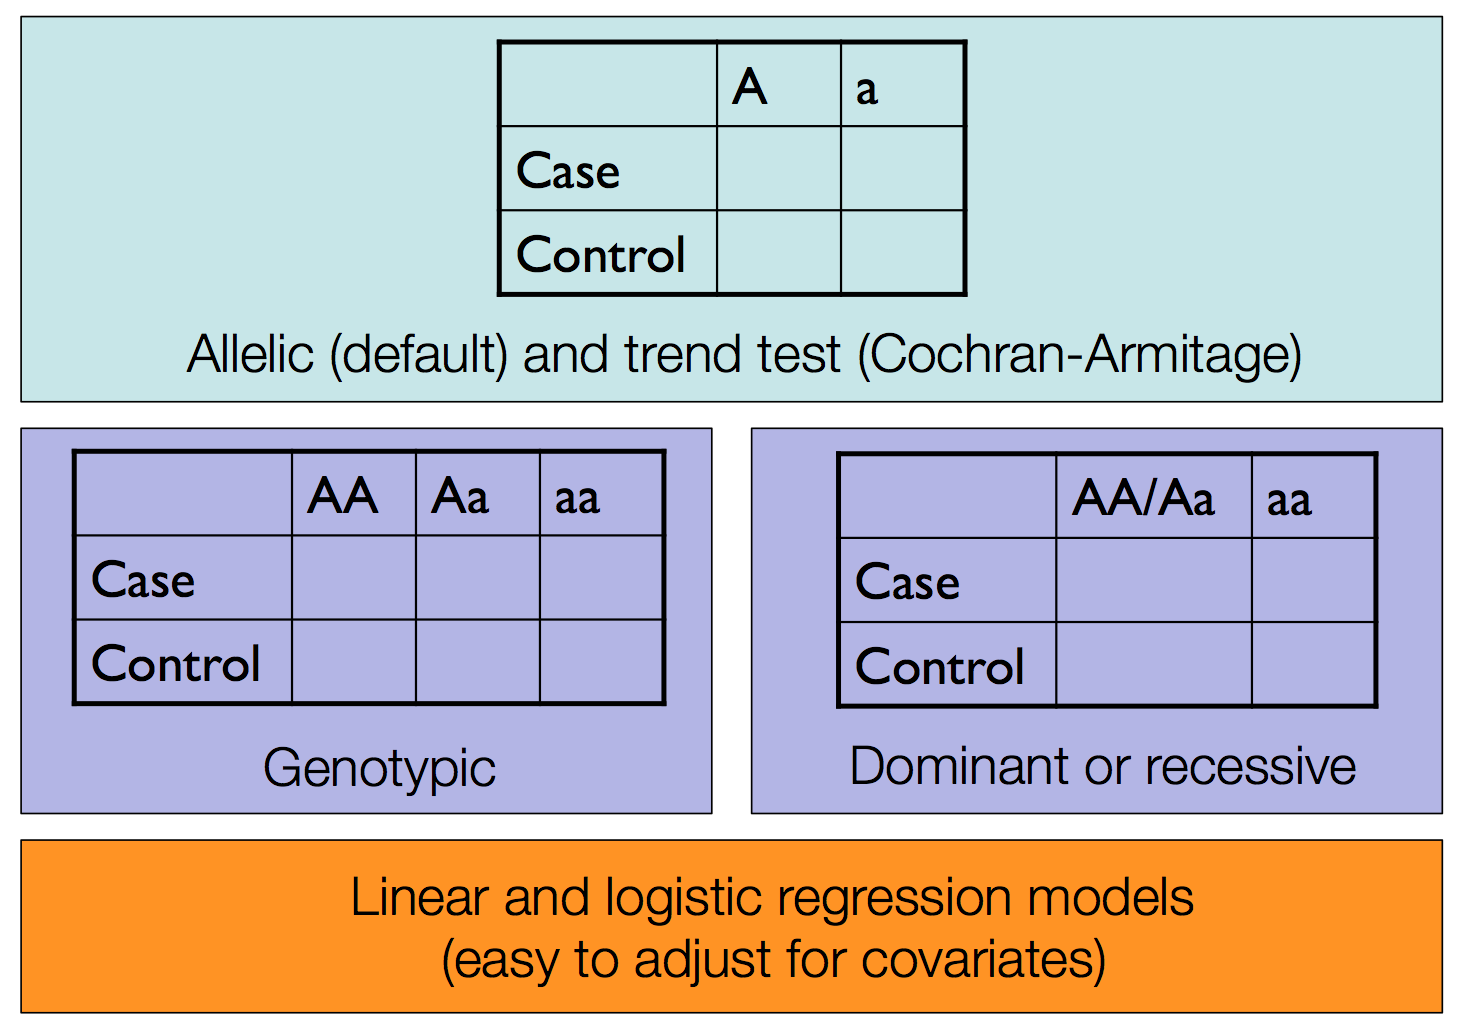 A a
Case
Control
Allelic (default) and trend test (Cochran-Armitage)
AA Aa aa
Case
Control
Genotypic
AA/Aa aa
Case
Control
Dominant or recessive
Linear and logistic regression models
(easy to adjust for covariates)